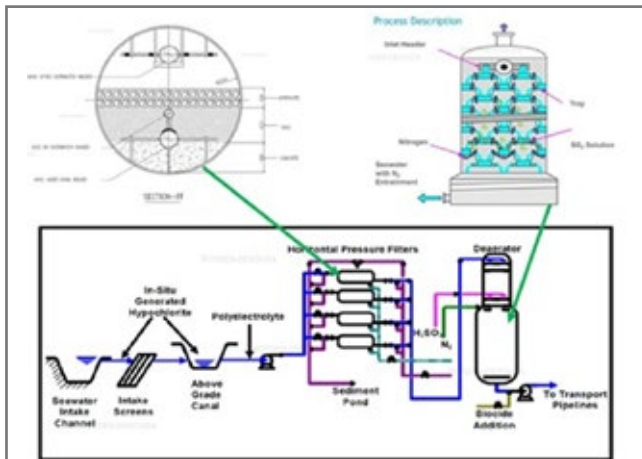 Process Description
Inlet Header
Tray
Nitrogen
SO₂ Solution
Seawater
with N₂
Entrainment
SECTION-FF
Horizontal Pressure Filters
Deaerator
In-Situ
Generated
Hypochlorite
Polyelectrolyte
H₂SO₄
N₂
Seawater
Intake
Channel
Intake
Screens
Above
Grade
Canal
Sediment
Pond
Biocide
Addition
To Transport
Pipelines